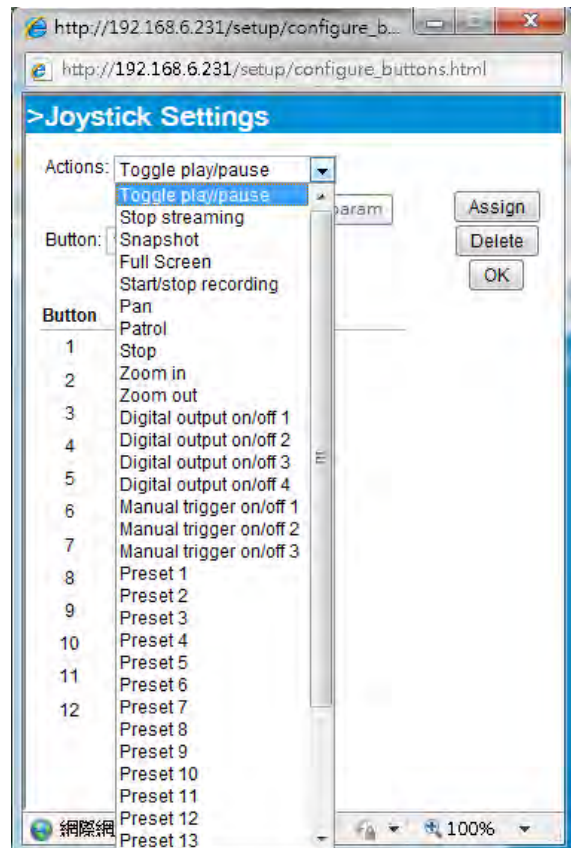 http://192.168.6.231/setup/configure_b...
http://192.168.6.231/setup/configure_buttons.html
>Joystick Settings
Actions: Toggle play/pause
Toggle play/pause
Stop streaming
param
Assign
Button:
Snapshot
Delete
Full Screen
OK
Start/stop recording
Button
Pan
Patrol
1
Stop
2
Zoom in
Zoom out
3
Digital output on/off 1
4
Digital output on/off 2
Digital output on/off 3
5
Digital output on/off 4
6
Manual trigger on/off 1
Manual trigger on/off 2
7
Manual trigger on/off 3
8
Preset 1
Preset 2
9
Preset 3
10
Preset 4
Preset 5
11
Preset 6
12
Preset 7
Preset 8
Preset 9
Preset 10
Preset 11
Preset 12
網際網
100%
Preset 13